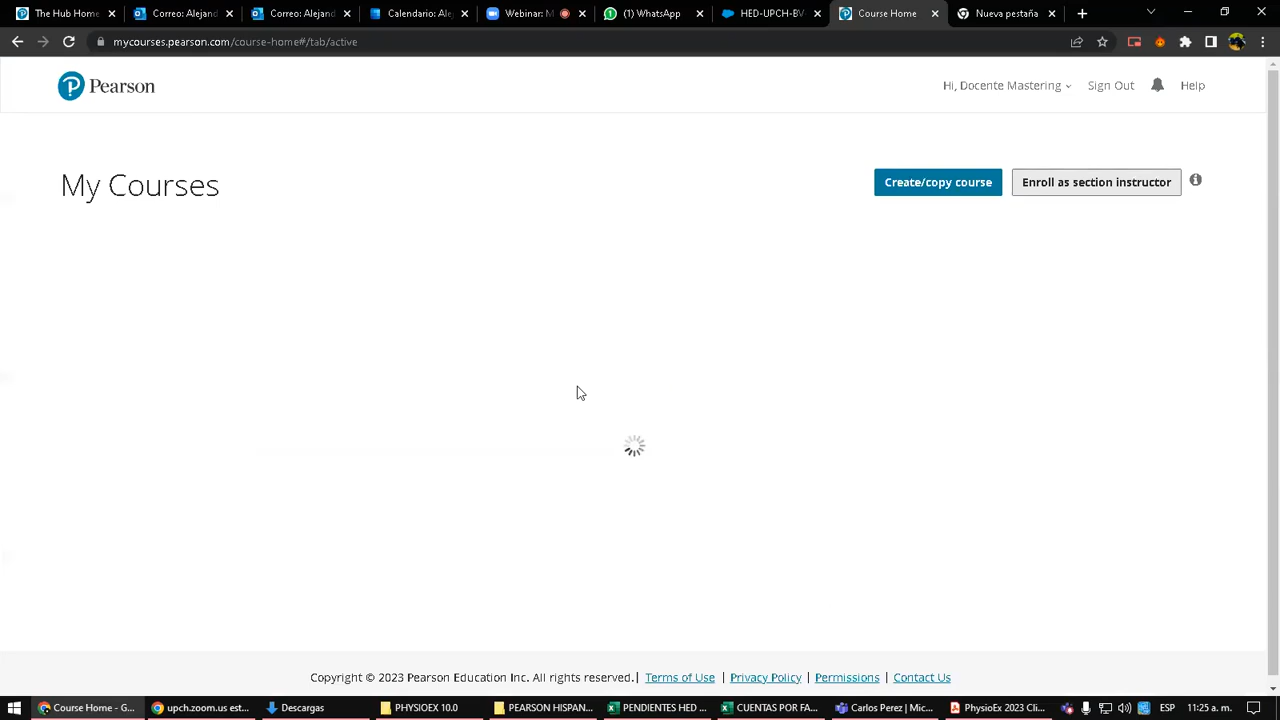 The Hub Home
Correo: Alejand
Correo: Alejand
Calendario: Alej
Webinar: M
(1) WhatsApp
HED-UPCH-BV-
Course Home
Nueva pestaña
mycourses.pearson.com/course-home#/tab/active
Pearson
Hi, Docente Mastering
Sign Out
Help
My Courses
Create/copy course
Enroll as section instructor
Copyright © 2023 Pearson Education Inc. All rights reserved. | Terms of Use | Privacy Policy | Permissions | Contact Us
Course Home - G...
upch.zoom.us est...
Descargas
PHYSIOEX 10.0
PEARSON HISPAN...
PENDIENTES HED ...
CUENTAS POR FA...
Carlos Perez | Mic...
PhysioEx 2023 Cli...
ESP
11:25 a. m.